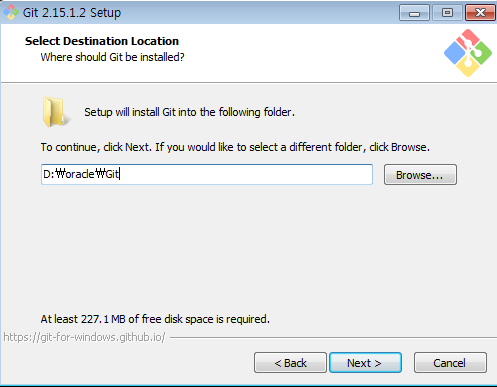 Git 2.15.1.2 Setup
Select Destination Location
Where should Git be installed?
Setup will install Git into the following folder.
To continue, click Next. If you would like to select a different folder, click Browse.
D:₩oracle₩Git
Browse...
At least 227.1 MB of free disk space is required.
https://git-for-windows.github.io/
< Back
Next >
Cancel